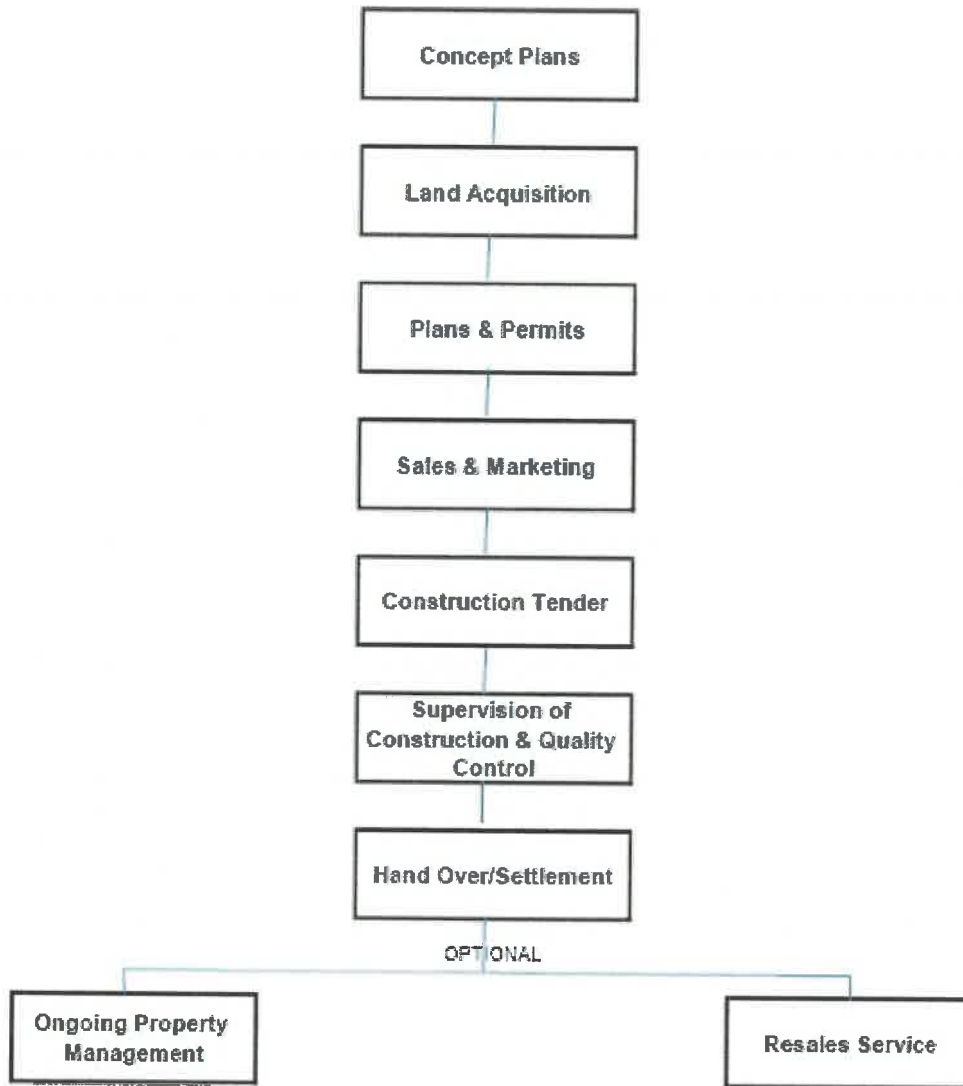 Concept Plans
Land Acquisition
Plans & Permits
Sales & Marketing
Construction Tender
Supervision of
Construction & Quality
Control
Hand Over/Settlement
OPTIONAL
Ongoing Property
Management
Resales Service